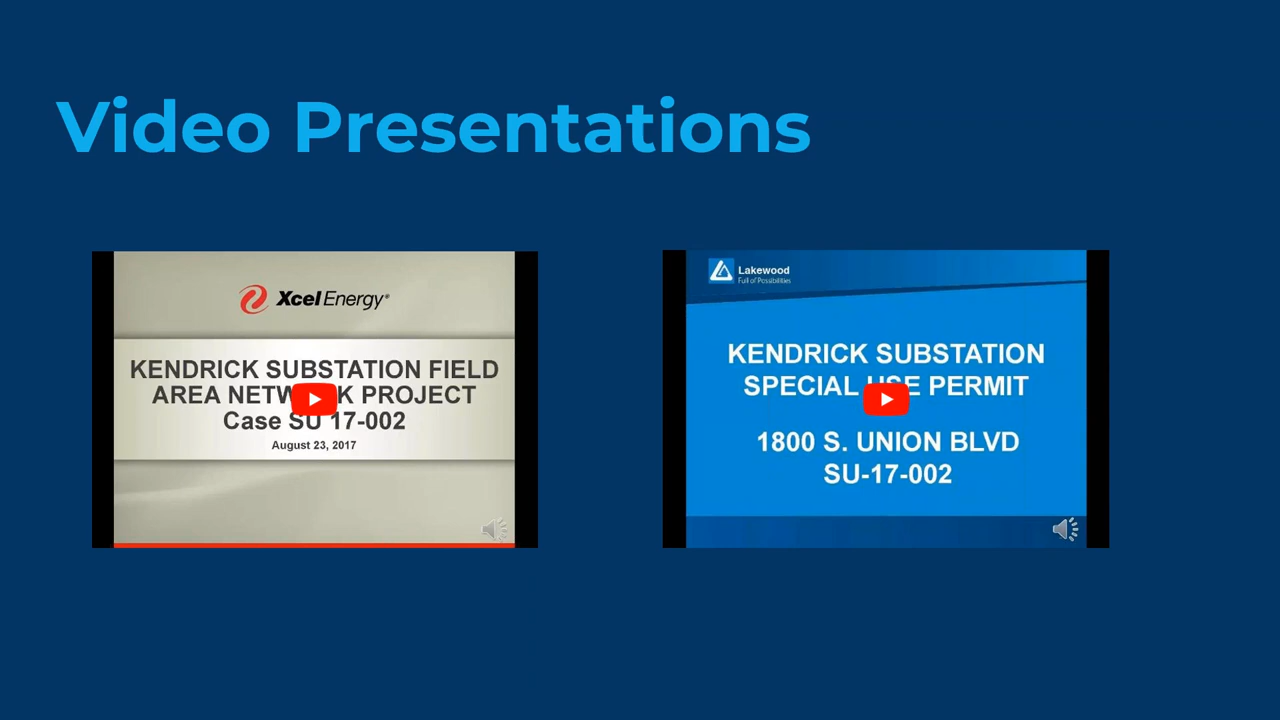 Video Presentations
Xcel Energy®
KENDRICK SUBSTATION FIELD
AREA NETWORK PROJECT
Case SU 17-002
August 23, 2017
Lakewood
Full of Possibilities
KENDRICK SUBSTATION
SPECIAL USE PERMIT
1800 S. UNION BLVD
SU-17-002